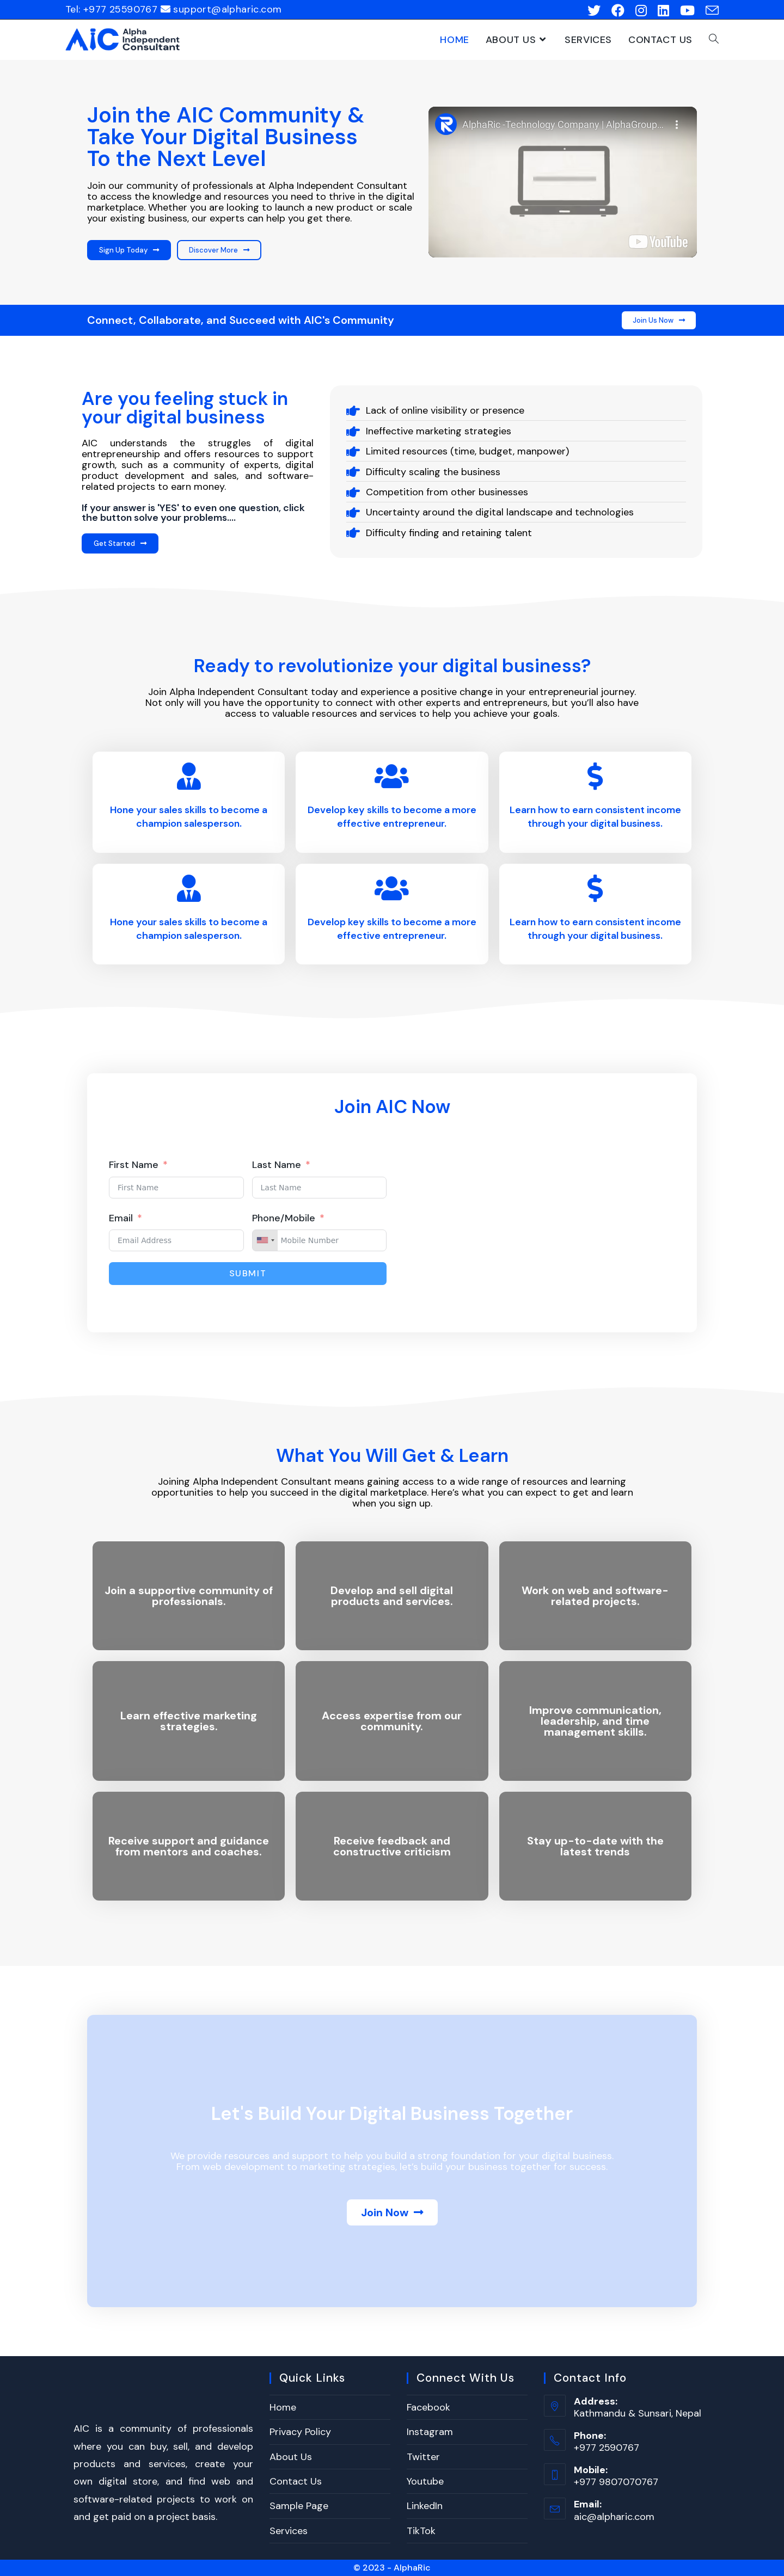 Tel: +977 25590767 support@alpharic.com
AIC Alpha Independent Consultant
HOME ABOUT US SERVICES CONTACT US
Join the AIC Community &
Take Your Digital Business
To the Next Level
Join our community of professionals at Alpha Independent Consultant
to access the knowledge and resources you need to thrive in the digital
marketplace. Whether you are looking to launch a new product or scale
your existing business, our experts can help you get there.
Sign Up Today Discover More
AlphaRic -Technology Company | AlphaGroup...
YouTube
Connect, Collaborate, and Succeed with AIC's Community
Join Us Now
Are you feeling stuck in
your digital business
AIC understands the struggles of digital
entrepreneurship and offers resources to support
growth, such as a community of experts, digital
product development and sales, and software-
related projects to earn money.
If your answer is 'YES' to even one question, click
the button solve your problems....
Get Started
Lack of online visibility or presence
Ineffective marketing strategies
Limited resources (time, budget, manpower)
Difficulty scaling the business
Competition from other businesses
Uncertainty around the digital landscape and technologies
Difficulty finding and retaining talent
Ready to revolutionize your digital business?
Join Alpha Independent Consultant today and experience a positive change in your entrepreneurial journey.
Not only will you have the opportunity to connect with other experts and entrepreneurs, but you'll also have
access to valuable resources and services to help you achieve your goals.
Hone your sales skills to become a
champion salesperson.
Develop key skills to become a more
effective entrepreneur.
Learn how to earn consistent income
through your digital business.
Hone your sales skills to become a
champion salesperson.
Develop key skills to become a more
effective entrepreneur.
Learn how to earn consistent income
through your digital business.
Join AIC Now
First Name * Last Name *
First Name Last Name
Email * Phone/Mobile *
Email Address Mobile Number
SUBMIT
What You Will Get & Learn
Joining Alpha Independent Consultant means gaining access to a wide range of resources and learning
opportunities to help you succeed in the digital marketplace. Here's what you can expect to get and learn
when you sign up.
Join a supportive community of
professionals.
Develop and sell digital
products and services.
Work on web and software-
related projects.
Learn effective marketing
strategies.
Access expertise from our
community.
Improve communication,
leadership, and time
management skills.
Receive support and guidance
from mentors and coaches.
Receive feedback and
constructive criticism
Stay up-to-date with the
latest trends
Let's Build Your Digital Business Together
We provide resources and support to help you build a strong foundation for your digital business.
From web development to marketing strategies, let's build your business together for success.
Join Now
AIC is a community of professionals
where you can buy, sell, and develop
products and services, create your
own digital store, and find web and
software-related projects to work on
and get paid on a project basis.
Quick Links
Home
Privacy Policy
About Us
Contact Us
Sample Page
Services
Connect With Us
Facebook
Instagram
Twitter
Youtube
LinkedIn
TikTok
Contact Info
Address:
Kathmandu & Sunsari, Nepal
Phone:
+977 2590767
Mobile:
+977 9807070767
Email:
aic@alpharic.com
© 2023 - AlphaRic